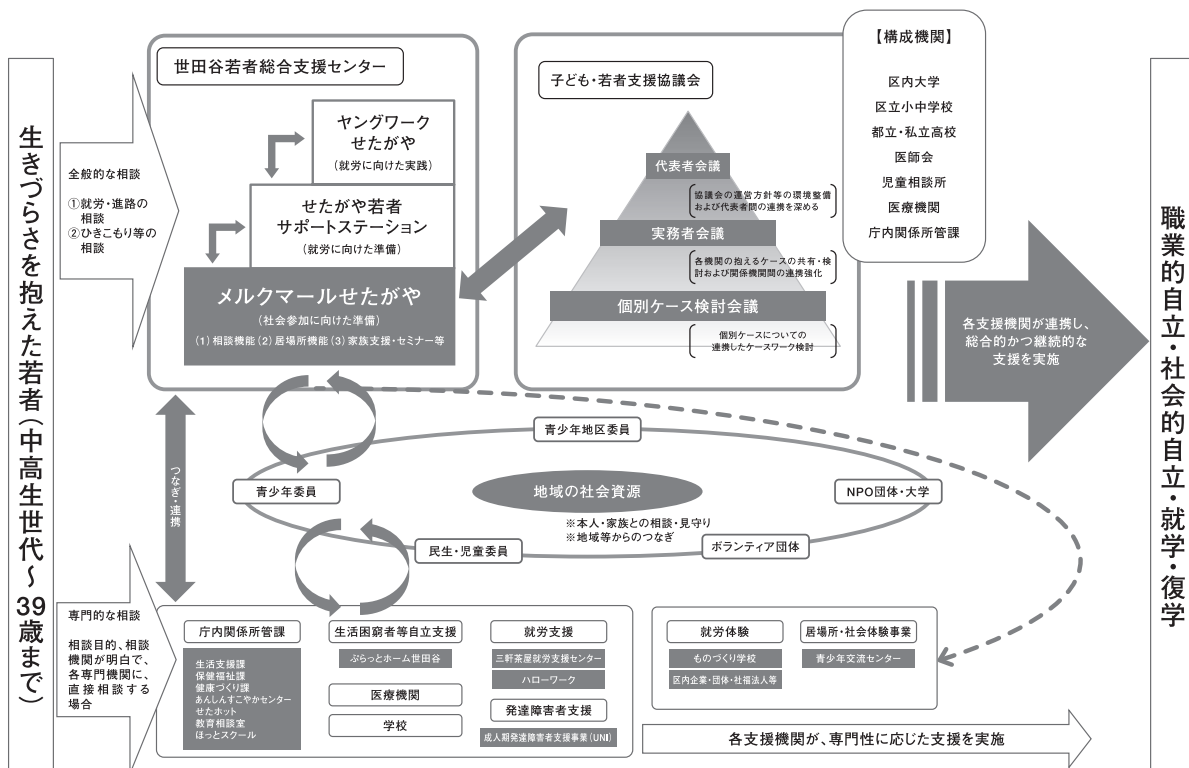 生きづらさを抱えた若者（中高生世代～39歳まで）
全般的な相談
①就労・進路の
相談
②ひきこもり等の
相談
世田谷若者総合支援センター
ヤングワーク
せたがや
（就労に向けた実践）
せたがや若者
サポートステーション
（就労に向けた準備）
メルクマールせたがや
（社会参加に向けた準備）
（1）相談機能（2）居場所機能（3）家族支援・セミナー等
子ども・若者支援協議会
代表者会議
協議会の運営方針等の環境整備
および代表者間の連携を深める
実務者会議
各機関の抱えるケースの共有・検
討および関係機関間の連携強化
個別ケース検討会議
個別ケースについての
連携したケースワーク検討
【構成機関】
区内大学
区立小中学校
都立・私立高校
医師会
児童相談所
医療機関
庁内関係所管課
各支援機関が連携し、
総合的かつ継続的な
支援を実施
職業的自立・社会的自立・就学・復学
つなぎ・連携
青少年地区委員
青少年委員
地域の社会資源
NPO団体・大学
※本人・家族との相談・見守り
※地域等からのつなぎ
民生・児童委員
ボランティア団体
専門的な相談
相談目的、相談
機関が明白で、
各専門機関に、
直接相談する
場合
庁内関係所管課
生活支援課
保健福祉課
健康づくり課
あんしんすこやかセンター
せたホット
教育相談室
ほっとスクール
生活困窮者等自立支援
ぷらっとホーム世田谷
医療機関
学校
就労支援
三軒茶屋就労支援センター
ハローワーク
発達障害者支援
成人期発達障害者支援事業（UNI）
就労体験
ものづくり学校
区内企業・団体・社福法人等
居場所・社会体験事業
青少年交流センター
各支援機関が、専門性に応じた支援を実施